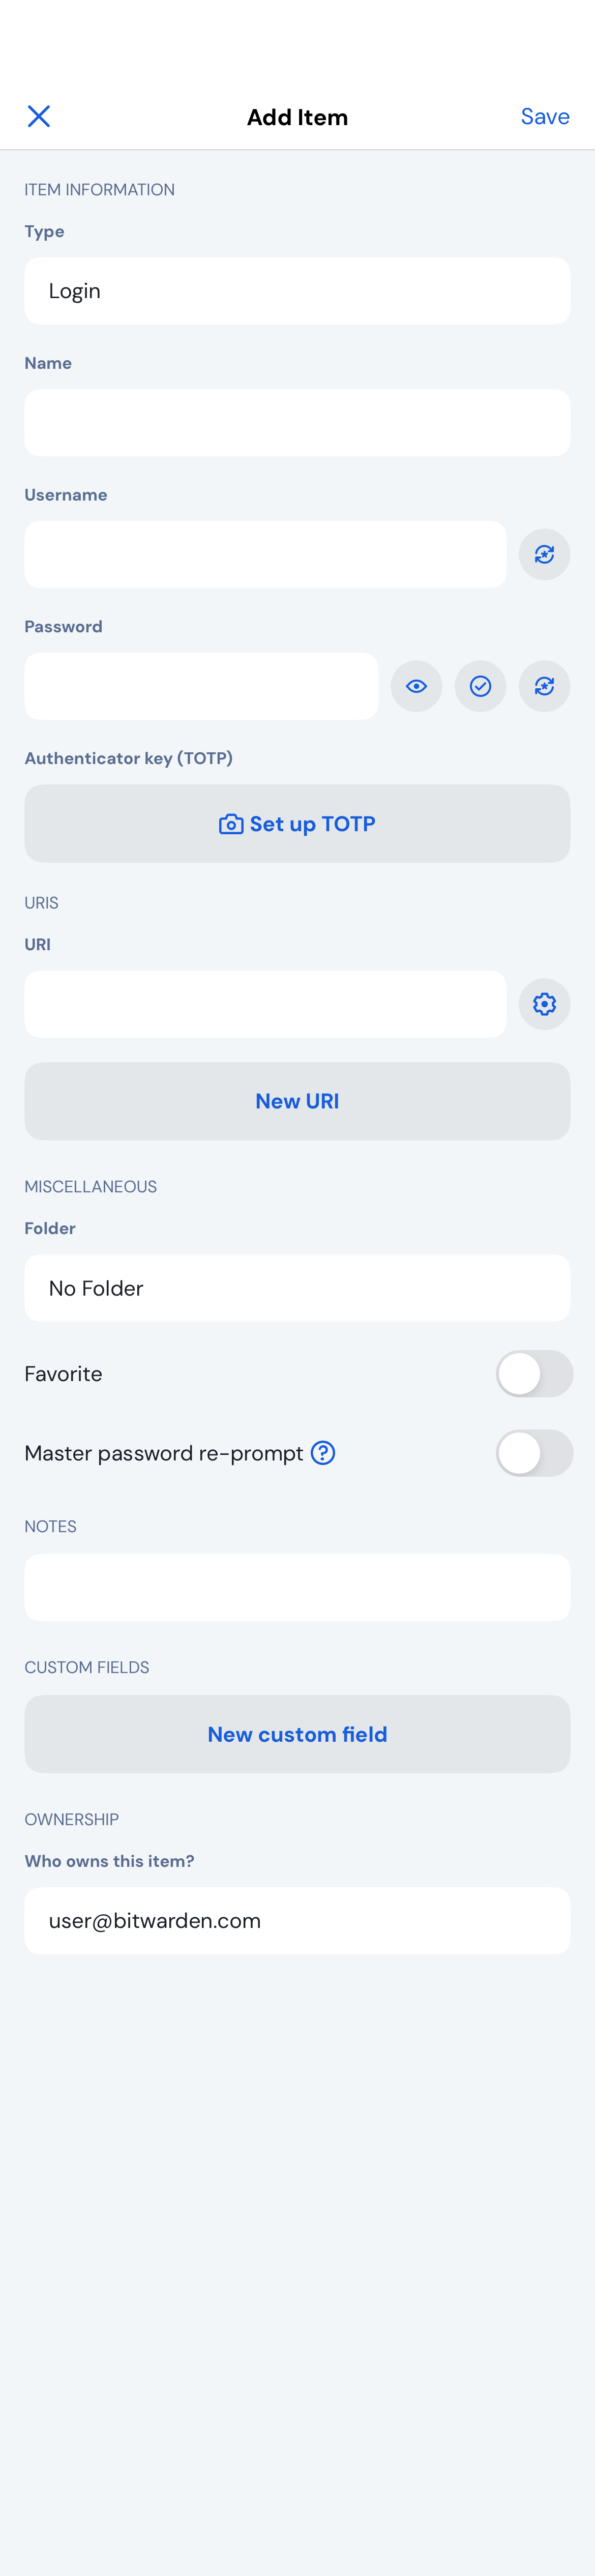 Add Item
Save
ITEM INFORMATION
Type
Login
Name
Username
Password
Authenticator key (TOTP)
Set up TOTP
URIS
URI
New URI
MISCELLANEOUS
Folder
No Folder
Favorite
Master password re-prompt
NOTES
CUSTOM FIELDS
New custom field
OWNERSHIP
Who owns this item?
user@bitwarden.com